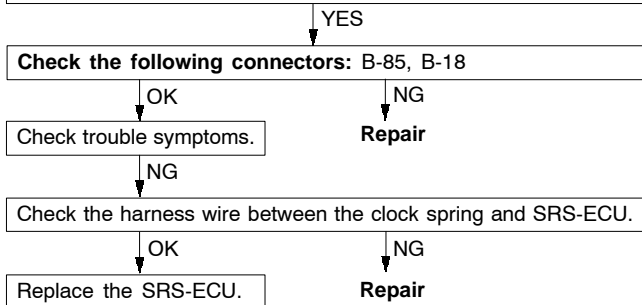 YES
Check the following connectors: B-85, B-18
OK
NG
Check trouble symptoms.
Repair
NG
Check the harness wire between the clock spring and SRS-ECU.
OK
NG
Replace the SRS-ECU.
Repair